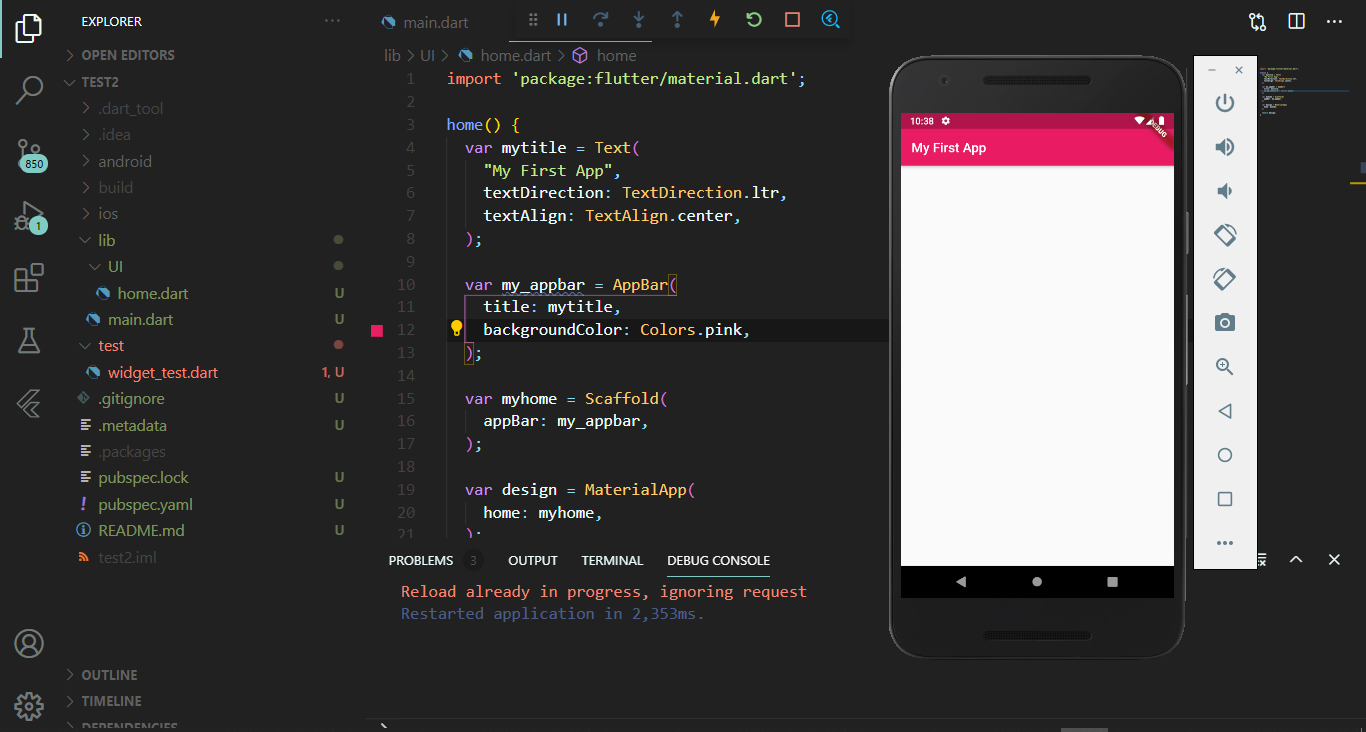 EXPLORER
OPEN EDITORS
TEST2
.dart_tool
.idea
android
build
ios
lib
UI
home.dart U
main.dart U
test
widget_test.dart 1, U
.gitignore U
.metadata U
.packages
pubspec.lock U
pubspec.yaml U
README.md U
test2.iml
OUTLINE
TIMELINE
DEPENDENCIES
850
1
main.dart
lib > UI > home.dart > home
1 import 'package:flutter/material.dart';
2
3 home() {
4 var mytitle = Text(
5 "My First App",
6 textDirection: TextDirection.ltr,
7 textAlign: TextAlign.center,
8 );
9
10 var my_appbar = AppBar(
11 title: mytitle,
12 backgroundColor: Colors.pink,
13 );
14
15 var myhome = Scaffold(
16 appBar: my_appbar,
17 );
18
19 var design = MaterialApp(
20 home: myhome,
21 );
PROBLEMS 3 OUTPUT TERMINAL DEBUG CONSOLE
Reload already in progress, ignoring request
Restarted application in 2,353ms.
10:38
DEBUG
My First App